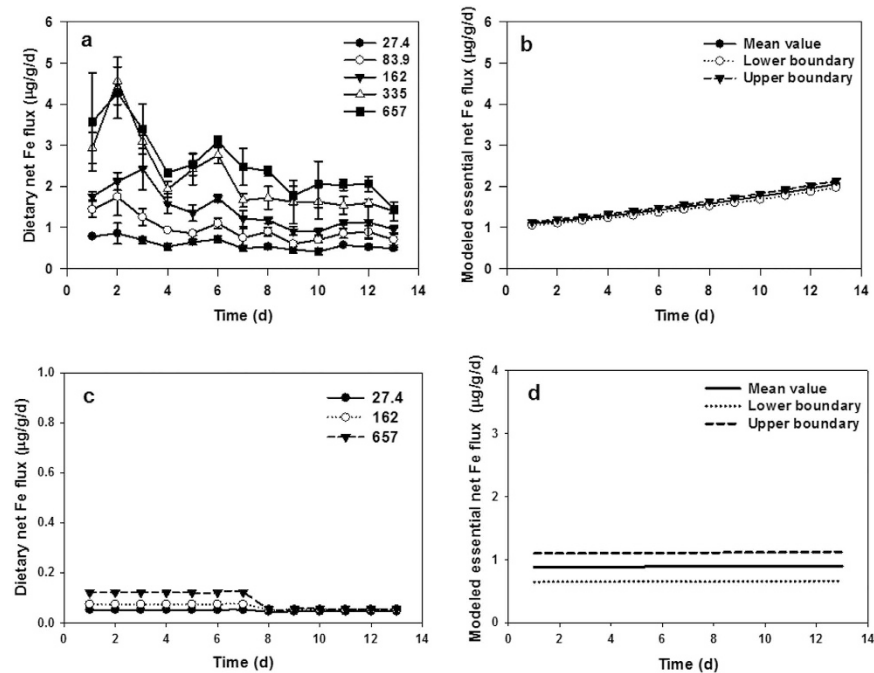 a
27.4
83.9
162
335
657
Dietary net Fe flux (µg/g/d)
6
5
4
3
2
1
0
0 2 4 6 8 10 12 14
Time (d)
b
Mean value
Lower boundary
Upper boundary
Modeled essential net Fe flux (µg/g/d)
6
5
4
3
2
1
0
0 2 4 6 8 10 12 14
Time (d)
c
27.4
162
657
Dietary net Fe flux (µg/g/d)
1.0
0.8
0.6
0.4
0.2
0.0
0 2 4 6 8 10 12 14
Time (d)
d
Mean value
Lower boundary
Upper boundary
Modeled essential net Fe flux (µg/g/d)
4
3
2
1
0
0 2 4 6 8 10 12 14
Time (d)